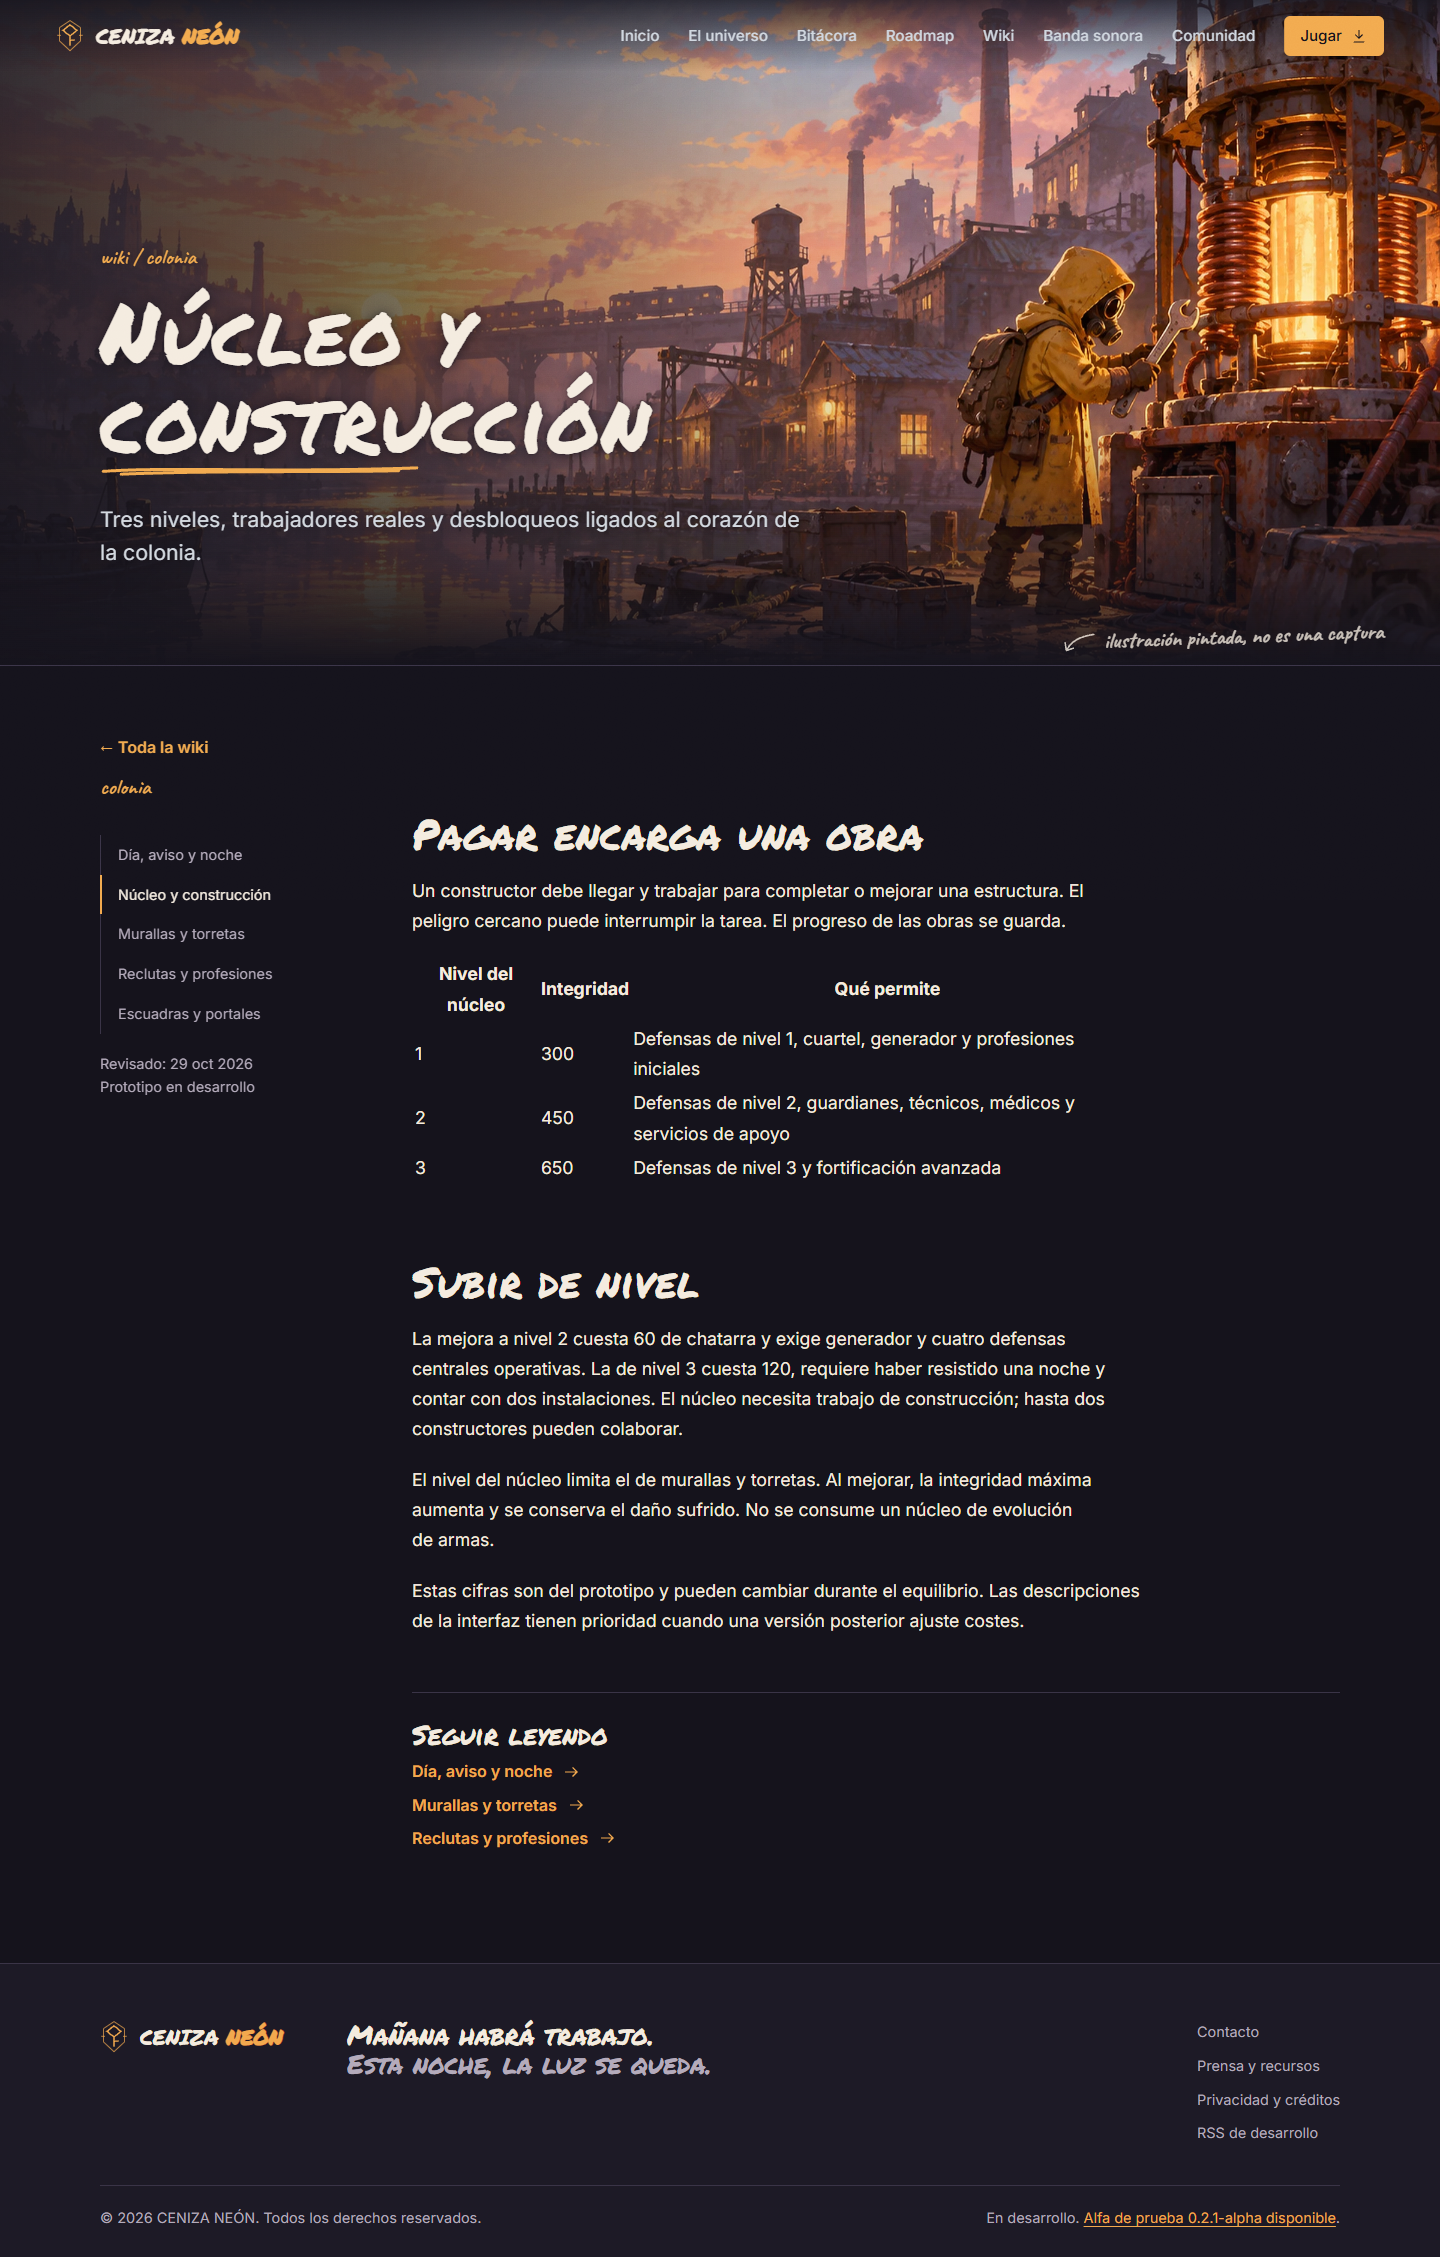 CENIZA NEÓN
Inicio
El universo
Bitácora
Roadmap
Wiki
Banda sonora
Comunidad
Jugar
wiki / colonia
Núcleo y
construcción
Tres niveles, trabajadores reales y desbloqueos ligados al corazón de
la colonia.
ilustración pintada, no es una captura
← Toda la wiki
colonia
Día, aviso y noche
Núcleo y construcción
Murallas y torretas
Reclutas y profesiones
Escuadras y portales
Revisado: 29 oct 2026
Prototipo en desarrollo
Pagar encarga una obra
Un constructor debe llegar y trabajar para completar o mejorar una estructura. El
peligro cercano puede interrumpir la tarea. El progreso de las obras se guarda.
Nivel del
núcleo
Integridad
Qué permite
1
300
Defensas de nivel 1, cuartel, generador y profesiones
iniciales
2
450
Defensas de nivel 2, guardianes, técnicos, médicos y
servicios de apoyo
3
650
Defensas de nivel 3 y fortificación avanzada
Subir de nivel
La mejora a nivel 2 cuesta 60 de chatarra y exige generador y cuatro defensas
centrales operativas. La de nivel 3 cuesta 120, requiere haber resistido una noche y
contar con dos instalaciones. El núcleo necesita trabajo de construcción; hasta dos
constructores pueden colaborar.
El nivel del núcleo limita el de murallas y torretas. Al mejorar, la integridad máxima
aumenta y se conserva el daño sufrido. No se consume un núcleo de evolución
de armas.
Estas cifras son del prototipo y pueden cambiar durante el equilibrio. Las descripciones
de la interfaz tienen prioridad cuando una versión posterior ajuste costes.
Seguir leyendo
Día, aviso y noche →
Murallas y torretas →
Reclutas y profesiones →
CENIZA NEÓN
Mañana habrá trabajo.
Esta noche, la luz se queda.
Contacto
Prensa y recursos
Privacidad y créditos
RSS de desarrollo
© 2026 CENIZA NEÓN. Todos los derechos reservados.
En desarrollo. Alfa de prueba 0.2.1-alpha disponible.